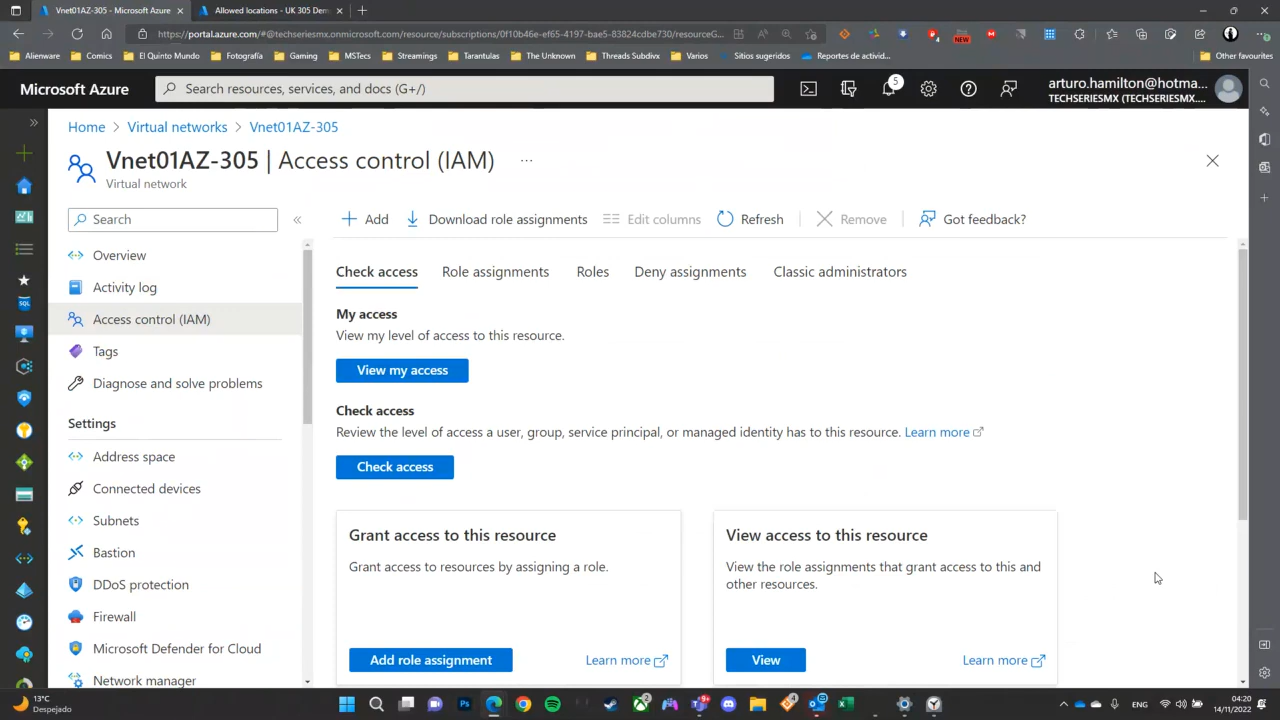 Vnet01AZ-305 - Microsoft Azure
Allowed locations - UK 305 Dem
https://portal.azure.com/#@techseriesmx.onmicrosoft.com/resource/subscriptions/0f10b46e-ef65-4197-bae5-83824cdbe730/resourceG...
Alienware
Comics
El Quinto Mundo
Fotografía
Gaming
MSTecs
Streamings
Tarantulas
The Unknown
Threads Subdivx
Varios
Sitios sugeridos
Reportes de activi...
Other favourites
Microsoft Azure
Search resources, services, and docs (G+/)
5
arturo.hamilton@hotma...
TECHSERIESMX (TECHSERIESMX....
Home > Virtual networks > Vnet01AZ-305
Vnet01AZ-305 | Access control (IAM) ...
Virtual network
Search
Add
Download role assignments
Edit columns
Refresh
Remove
Got feedback?
Overview
Activity log
Access control (IAM)
Tags
Diagnose and solve problems
Settings
Address space
Connected devices
Subnets
Bastion
DDoS protection
Firewall
Microsoft Defender for Cloud
Network manager
Check access
Role assignments
Roles
Deny assignments
Classic administrators
My access
View my level of access to this resource.
View my access
Check access
Review the level of access a user, group, service principal, or managed identity has to this resource. Learn more
Check access
Grant access to this resource
Grant access to resources by assigning a role.
Add role assignment
Learn more
View access to this resource
View the role assignments that grant access to this and
other resources.
View
Learn more
13°C
Despejado
ENG
04:20
14/11/2022